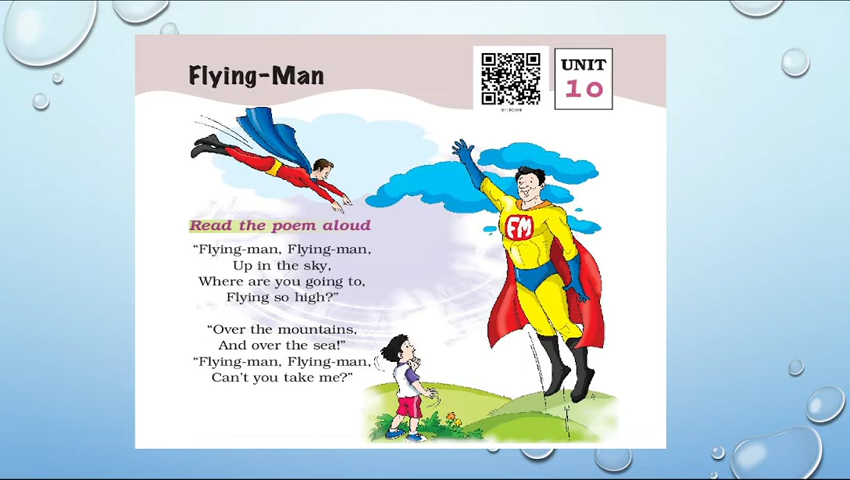 Flying-Man
UNIT
10
FM
Read the poem aloud
“Flying-man, Flying-man,
Up in the sky,
Where are you going to,
Flying so high?”
“Over the mountains,
And over the sea!”
“Flying-man, Flying-man,
Can't you take me?”